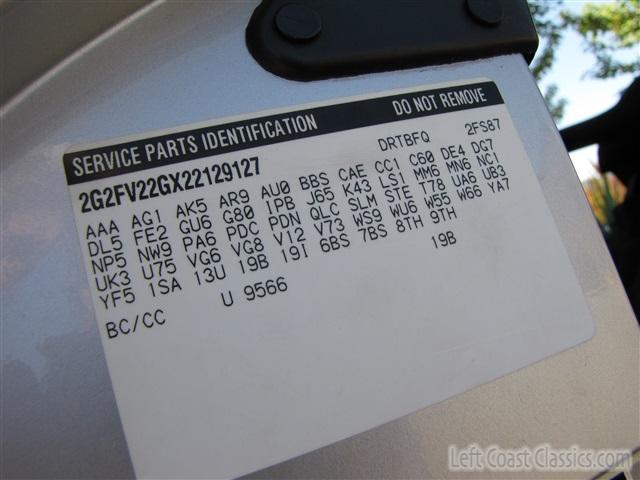 SERVICE PARTS IDENTIFICATION DO NOT REMOVE
2G2FV22GX22129127 DRTBFQ 2FS87
AAA AG1 AK5 AR9 AU0 BBS CAE CC1 C60 DE4 DG7
DL5 FE2 GU6 G80 1PB J65 K43 LS1 MM6 MN6 NC1
NP5 NW9 PA6 PDC PDN QLC SLM STE T78 UA6 UB3
UK3 U75 VG6 VG8 V12 V73 WS9 WU6 W55 W66 YA7
YF5 1SA 13U 19B 19I 6BS 7BS 8TH 9TH
19B
BC/CC U 9566
Left Coast Classics.com